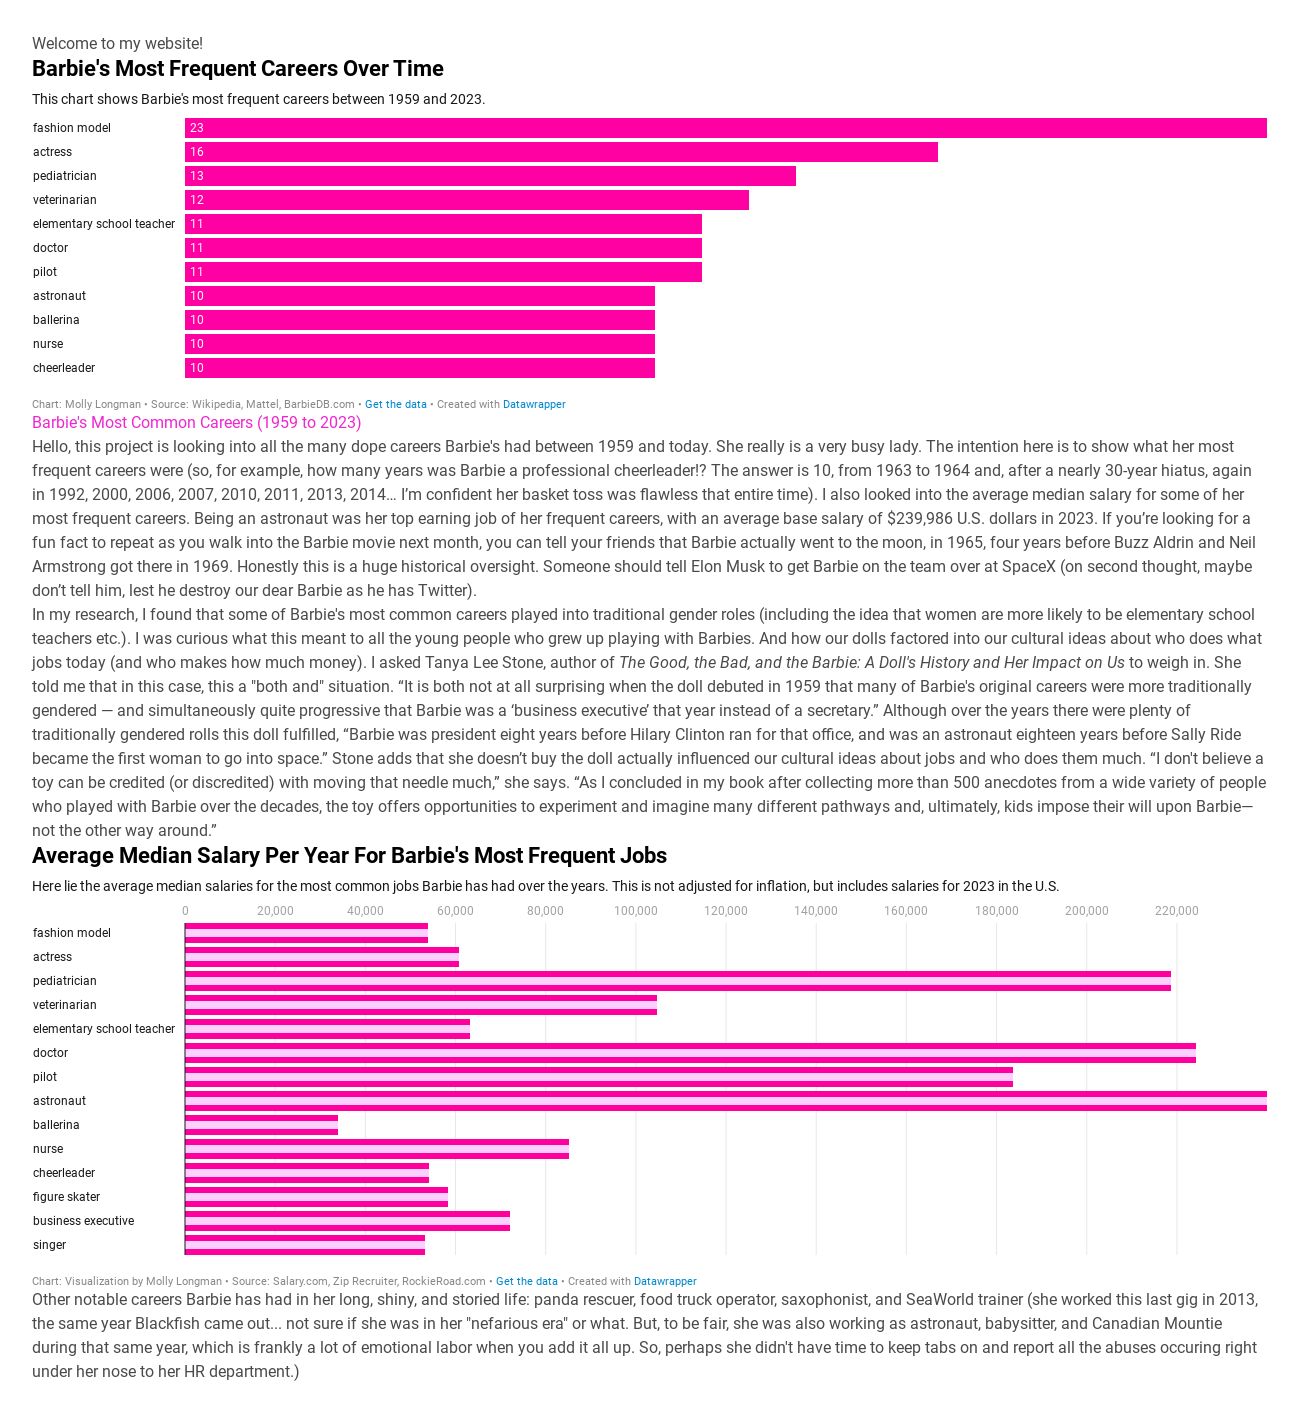 Welcome to my website!
Barbie's Most Frequent Careers Over Time
This chart shows Barbie's most frequent careers between 1959 and 2023.
fashion model 23
actress 16
pediatrician 13
veterinarian 12
elementary school teacher 11
doctor 11
pilot 11
astronaut 10
ballerina 10
nurse 10
cheerleader 10
Chart: Molly Longman • Source: Wikipedia, Mattel, BarbieDB.com • Get the data • Created with Datawrapper
Barbie's Most Common Careers (1959 to 2023)
Hello, this project is looking into all the many dope careers Barbie's had between 1959 and today. She really is a very busy lady. The intention here is to show what her most
frequent careers were (so, for example, how many years was Barbie a professional cheerleader!? The answer is 10, from 1963 to 1964 and, after a nearly 30-year hiatus, again
in 1992, 2000, 2006, 2007, 2010, 2011, 2013, 2014… I’m confident her basket toss was flawless that entire time). I also looked into the average median salary for some of her
most frequent careers. Being an astronaut was her top earning job of her frequent careers, with an average base salary of $239,986 U.S. dollars in 2023. If you’re looking for a
fun fact to repeat as you walk into the Barbie movie next month, you can tell your friends that Barbie actually went to the moon, in 1965, four years before Buzz Aldrin and Neil
Armstrong got there in 1969. Honestly this is a huge historical oversight. Someone should tell Elon Musk to get Barbie on the team over at SpaceX (on second thought, maybe
don’t tell him, lest he destroy our dear Barbie as he has Twitter).
In my research, I found that some of Barbie's most common careers played into traditional gender roles (including the idea that women are more likely to be elementary school
teachers etc.). I was curious what this meant to all the young people who grew up playing with Barbies. And how our dolls factored into our cultural ideas about who does what
jobs today (and who makes how much money). I asked Tanya Lee Stone, author of The Good, the Bad, and the Barbie: A Doll's History and Her Impact on Us to weigh in. She
told me that in this case, this a "both and" situation. “It is both not at all surprising when the doll debuted in 1959 that many of Barbie's original careers were more traditionally
gendered — and simultaneously quite progressive that Barbie was a ‘business executive’ that year instead of a secretary.” Although over the years there were plenty of
traditionally gendered rolls this doll fulfilled, “Barbie was president eight years before Hilary Clinton ran for that office, and was an astronaut eighteen years before Sally Ride
became the first woman to go into space.” Stone adds that she doesn’t buy the doll actually influenced our cultural ideas about jobs and who does them much. “I don't believe a
toy can be credited (or discredited) with moving that needle much,” she says. “As I concluded in my book after collecting more than 500 anecdotes from a wide variety of people
who played with Barbie over the decades, the toy offers opportunities to experiment and imagine many different pathways and, ultimately, kids impose their will upon Barbie—
not the other way around.”
Average Median Salary Per Year For Barbie's Most Frequent Jobs
Here lie the average median salaries for the most common jobs Barbie has had over the years. This is not adjusted for inflation, but includes salaries for 2023 in the U.S.
0 20,000 40,000 60,000 80,000 100,000 120,000 140,000 160,000 180,000 200,000 220,000
fashion model
actress
pediatrician
veterinarian
elementary school teacher
doctor
pilot
astronaut
ballerina
nurse
cheerleader
figure skater
business executive
singer
Chart: Visualization by Molly Longman • Source: Salary.com, Zip Recruiter, RockieRoad.com • Get the data • Created with Datawrapper
Other notable careers Barbie has had in her long, shiny, and storied life: panda rescuer, food truck operator, saxophonist, and SeaWorld trainer (she worked this last gig in 2013,
the same year Blackfish came out... not sure if she was in her "nefarious era" or what. But, to be fair, she was also working as astronaut, babysitter, and Canadian Mountie
during that same year, which is frankly a lot of emotional labor when you add it all up. So, perhaps she didn't have time to keep tabs on and report all the abuses occuring right
under her nose to her HR department.)